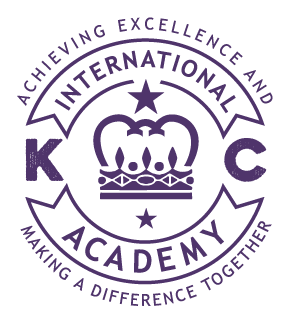 ACHIEVING EXCELLENCE AND
INTERNATIONAL
K C
ACADEMY
MAKING A DIFFERENCE TOGETHER